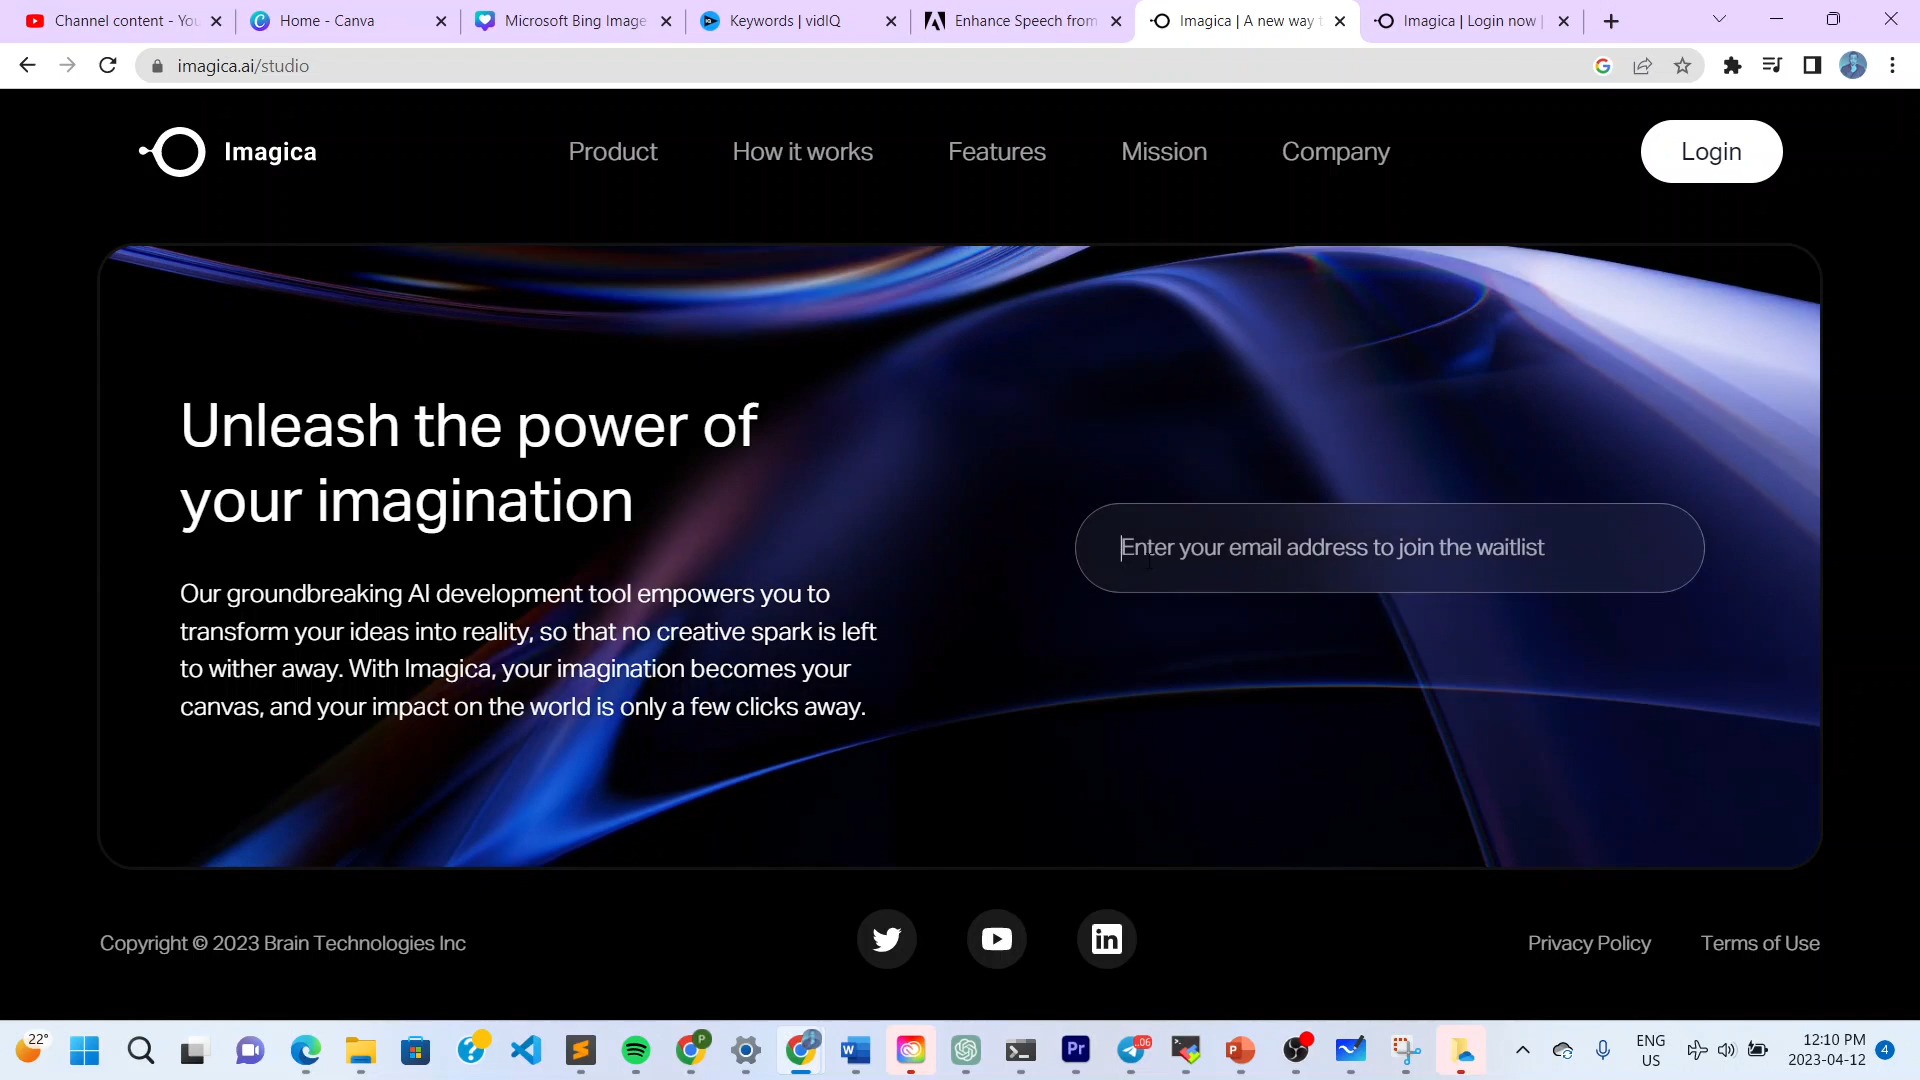 Channel content - You
Home - Canva
Microsoft Bing Image
Keywords | vidIQ
Enhance Speech from
Imagica | A new way t
Imagica | Login now |
imagica.ai/studio
Imagica
Product
How it works
Features
Mission
Company
Login
Unleash the power of
your imagination
Our groundbreaking AI development tool empowers you to
transform your ideas into reality, so that no creative spark is left
to wither away. With Imagica, your imagination becomes your
canvas, and your impact on the world is only a few clicks away.
Enter your email address to join the waitlist
Copyright © 2023 Brain Technologies Inc
Privacy Policy
Terms of Use
22°
ENG
US
12:10 PM
2023-04-12
4